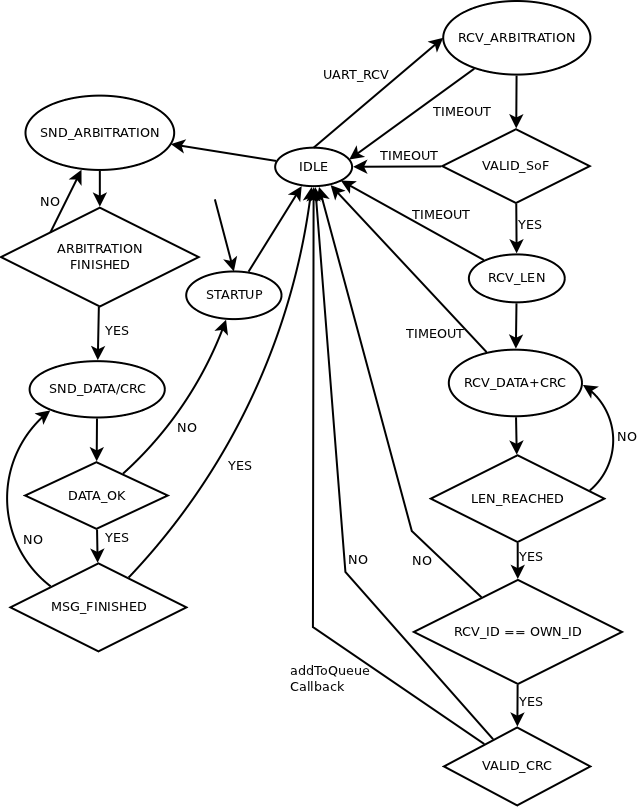 RCV_ARBITRATION
UART_RCV
TIMEOUT
SND_ARBITRATION
IDLE
TIMEOUT
VALID_SoF
NO
TIMEOUT
YES
ARBITRATION
FINISHED
RCV_LEN
STARTUP
YES
TIMEOUT
SND_DATA/CRC
RCV_DATA+CRC
NO
NO
YES
DATA_OK
LEN_REACHED
NO
YES
NO
NO
YES
MSG_FINISHED
RCV_ID == OWN_ID
addToQueue
Callback
YES
VALID_CRC